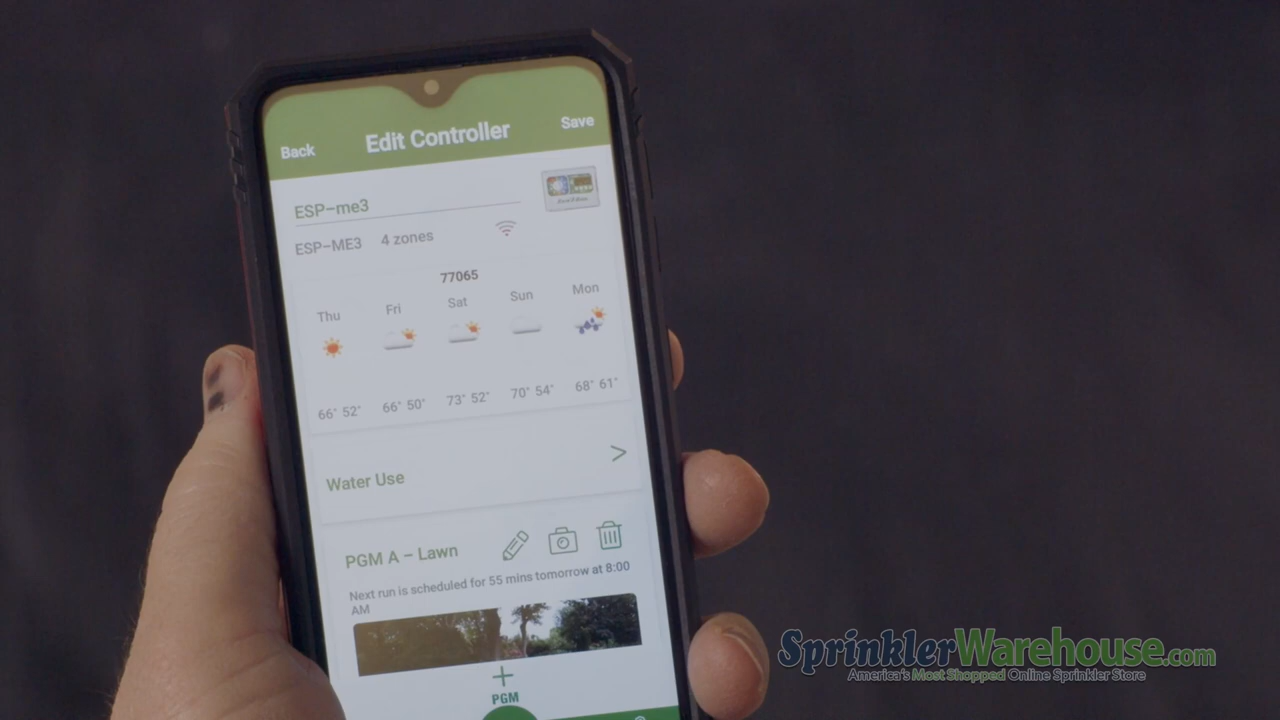 Back
Edit Controller
Save
ESP-me3
ESP-ME3 4 zones
77065
Thu Fri Sat Sun Mon
66° 52° 66° 50° 73° 52° 70° 54° 68° 61°
Water Use >
PGM A - Lawn
Next run is scheduled for 55 mins tomorrow at 8:00
AM
+
PGM
SprinklerWarehouse.com
America's Most Shopped Online Sprinkler Store